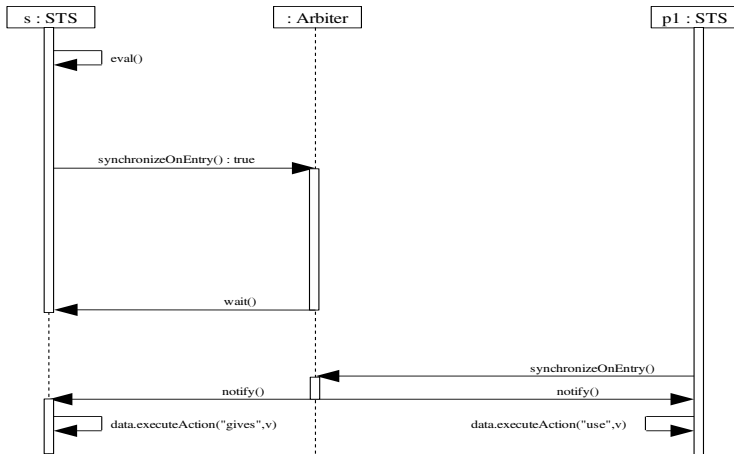 s : STS
: Arbiter
p1 : STS
eval()
synchronizeOnEntry() : true
wait()
synchronizeOnEntry()
notify()
notify()
data.executeAction("gives",v)
data.executeAction("use",v)